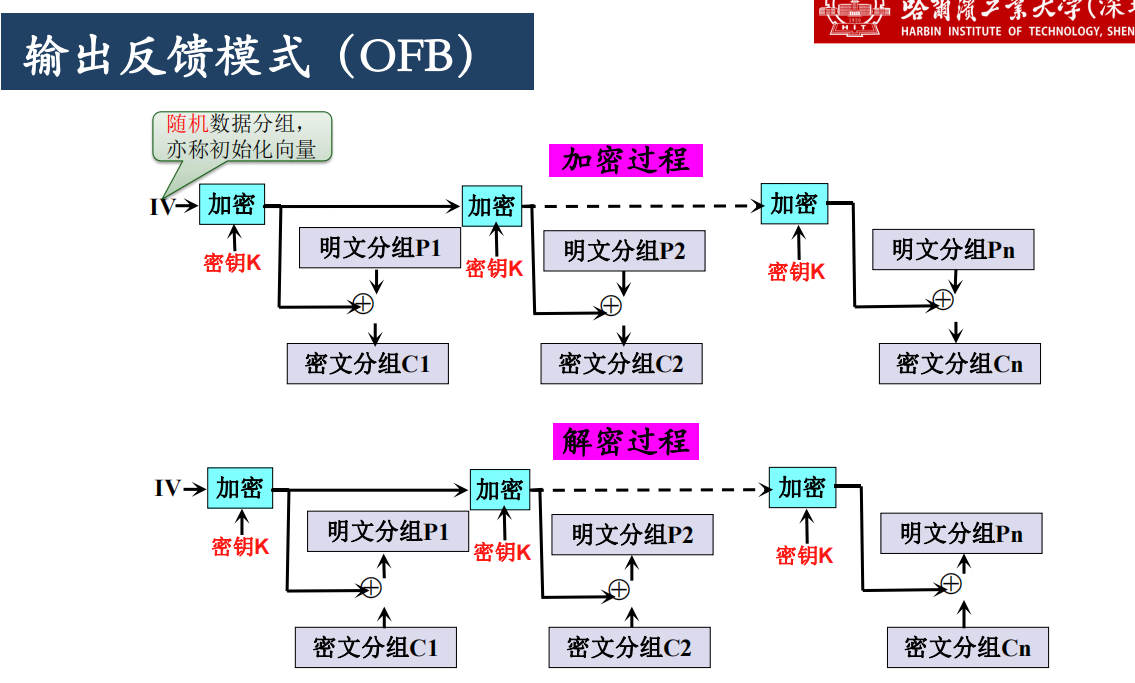 输出反馈模式（OFB）
哈爾濱工業大学(深
HARBIN INSTITUTE OF TECHNOLOGY, SHEN
HIT
随机数据分组，
亦称初始化向量
加密过程
IV
加密
加密
加密
密钥K
密钥K
密钥K
明文分组P1
明文分组P2
明文分组Pn
密文分组C1
密文分组C2
密文分组Cn
解密过程
IV
加密
加密
加密
密钥K
密钥K
密钥K
明文分组P1
明文分组P2
明文分组Pn
密文分组C1
密文分组C2
密文分组Cn